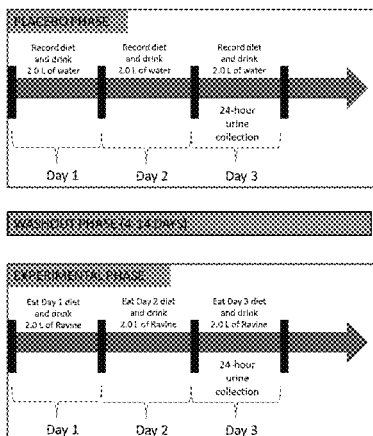 PLACEBO PHASE
Record diet
and drink
2.0 L of water
Record diet
and drink
2.0 L of water
Record diet
and drink
2.0 L of water
24-hour
urine
collection
Day 1
Day 2
Day 3
WASHOUT PHASE (4-14 DAYS)
EXPERIMENTAL PHASE
Eat Day 1 diet
and drink
2.0 L of Ravine
Eat Day 2 diet
and drink
2.0 L of Ravine
Eat Day 3 diet
and drink
2.0 L of Ravine
24-hour
urine
collection
Day 1
Day 2
Day 3